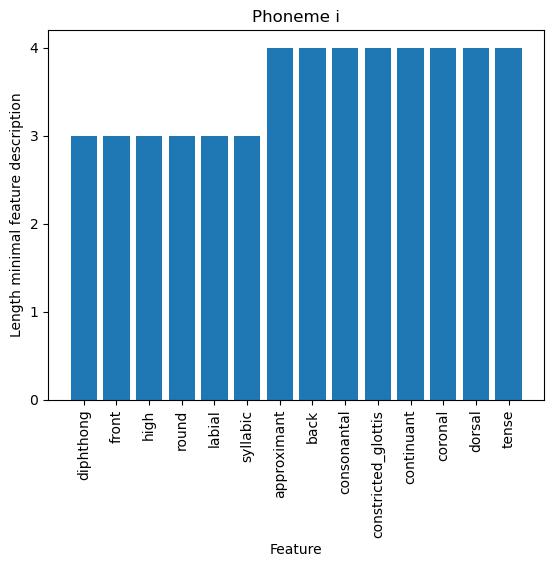 Phoneme i
Length minimal feature description
4
3
2
1
0
diphthong
front
high
round
labial
syllabic
approximant
back
consonantal
constricted_glottis
continuant
coronal
dorsal
tense
Feature